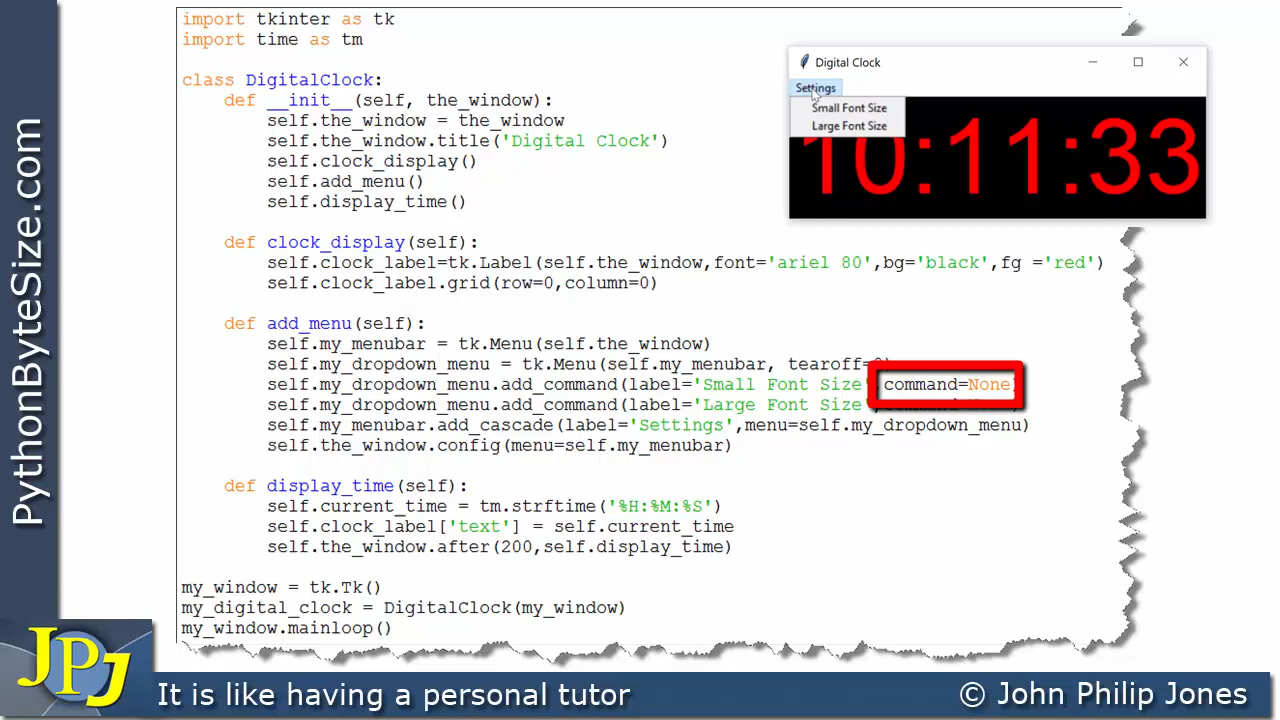 import tkinter as tk
import time as tm
class DigitalClock:
def __init__(self, the_window):
self.the_window = the_window
self.the_window.title('Digital Clock')
self.clock_display()
self.add_menu()
self.display_time()
def clock_display(self):
self.clock_label=tk.Label(self.the_window,font='ariel 80',bg='black',fg ='red')
self.clock_label.grid(row=0,column=0)
def add_menu(self):
self.my_menubar = tk.Menu(self.the_window)
self.my_dropdown_menu = tk.Menu(self.my_menubar, tearoff=0)
self.my_dropdown_menu.add_command(label='Small Font Size' command=None)
self.my_dropdown_menu.add_command(label='Large Font Size'
self.my_menubar.add_cascade(label='Settings',menu=self.my_dropdown_menu)
self.the_window.config(menu=self.my_menubar)
def display_time(self):
self.current_time = tm.strftime('%H:%M:%S')
self.clock_label['text'] = self.current_time
self.the_window.after(200,self.display_time)
my_window = tk.Tk()
my_digital_clock = DigitalClock(my_window)
my_window.mainloop()
Digital Clock
Settings
Small Font Size
Large Font Size
10:11:33
PythonByteSize.com
JPJ
It is like having a personal tutor
© John Philip Jones